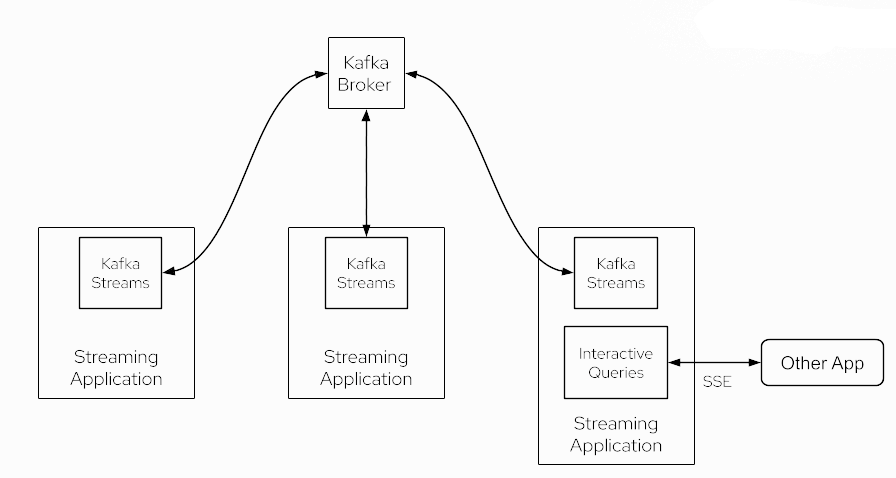 Kafka
Broker
Kafka
Streams
Streaming
Application
Kafka
Streams
Streaming
Application
Kafka
Streams
Interactive
Queries
Streaming
Application
SSE
Other App